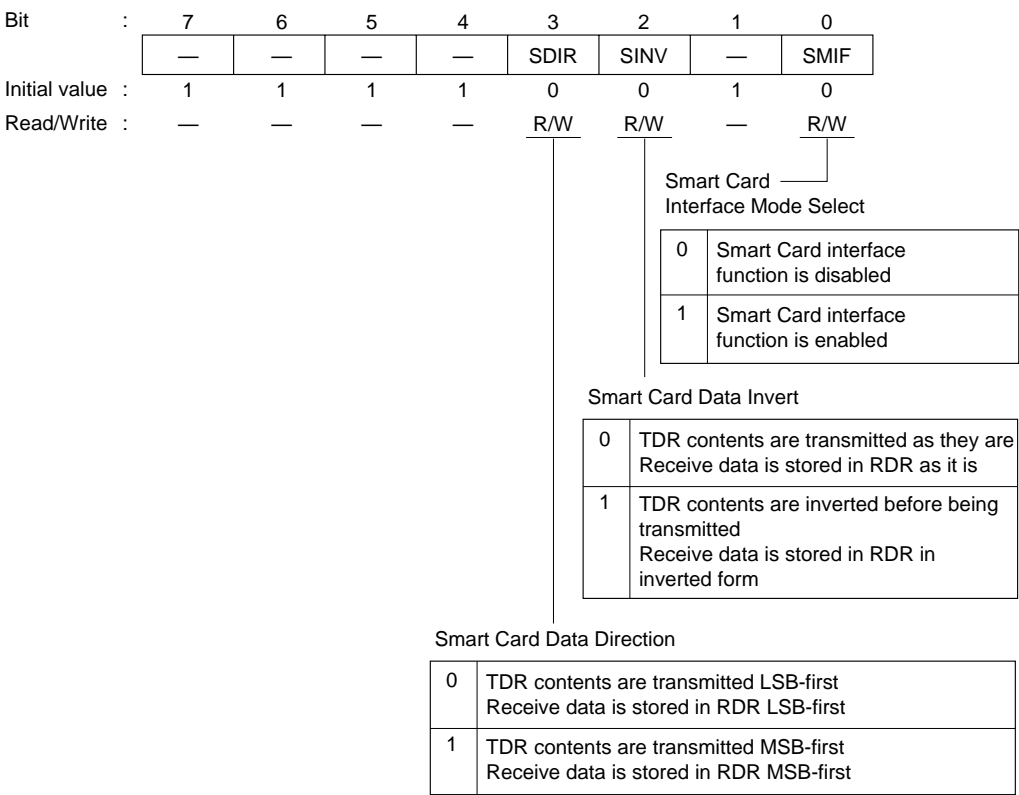 Bit : 7 6 5 4 3 2 1 0
— — — — SDIR SINV — SMIF
Initial value : 1 1 1 1 0 0 1 0
Read/Write : — — — — R/W R/W — R/W
Smart Card
Interface Mode Select
0 Smart Card interface
function is disabled
1 Smart Card interface
function is enabled
Smart Card Data Invert
0 TDR contents are transmitted as they are
Receive data is stored in RDR as it is
1 TDR contents are inverted before being
transmitted
Receive data is stored in RDR in
inverted form
Smart Card Data Direction
0 TDR contents are transmitted LSB-first
Receive data is stored in RDR LSB-first
1 TDR contents are transmitted MSB-first
Receive data is stored in RDR MSB-first